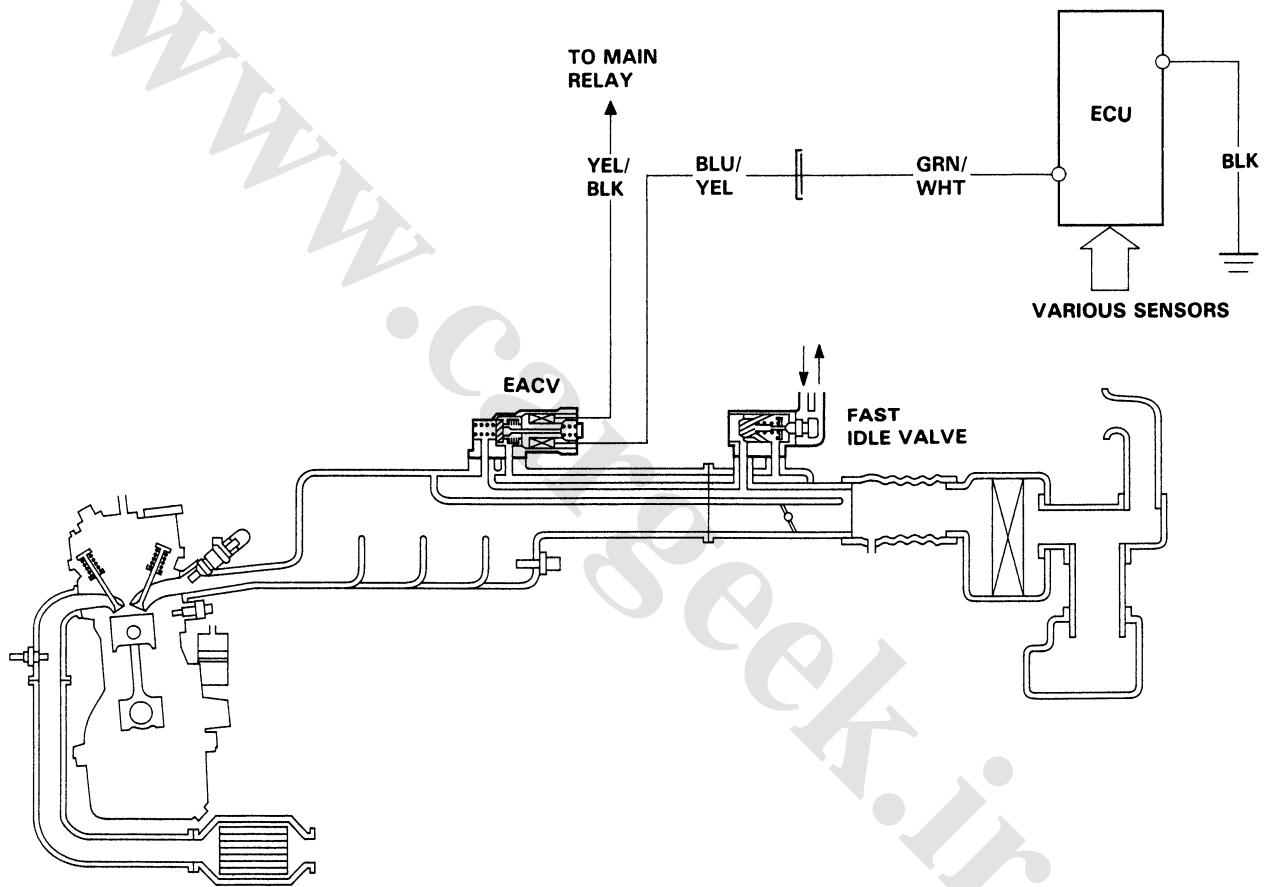 TO MAIN
RELAY
ECU
YEL/
BLK
BLU/
YEL
GRN/
WHT
BLK
VARIOUS SENSORS
EACV
FAST
IDLE VALVE
www.cargeek.ir